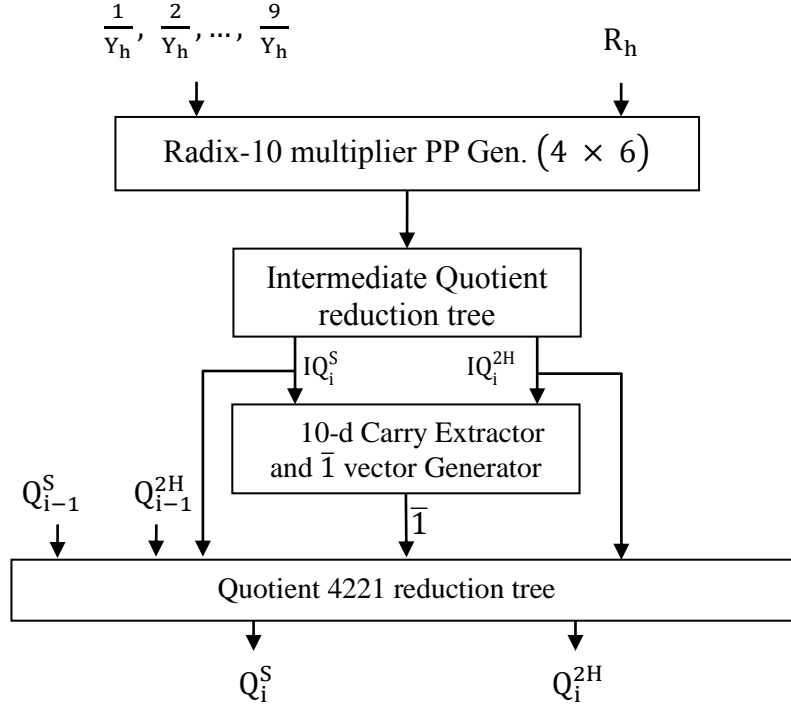 1/Y_h, 2/Y_h, ..., 9/Y_h
R_h
Radix-10 multiplier PP Gen. (4 × 6)
Intermediate Quotient
reduction tree
IQ_i^S
IQ_i^2H
10-d Carry Extractor
and 1̅ vector Generator
Q_{i−1}^S
Q_{i−1}^{2H}
1̅
Quotient 4221 reduction tree
Q_i^S
Q_i^2H